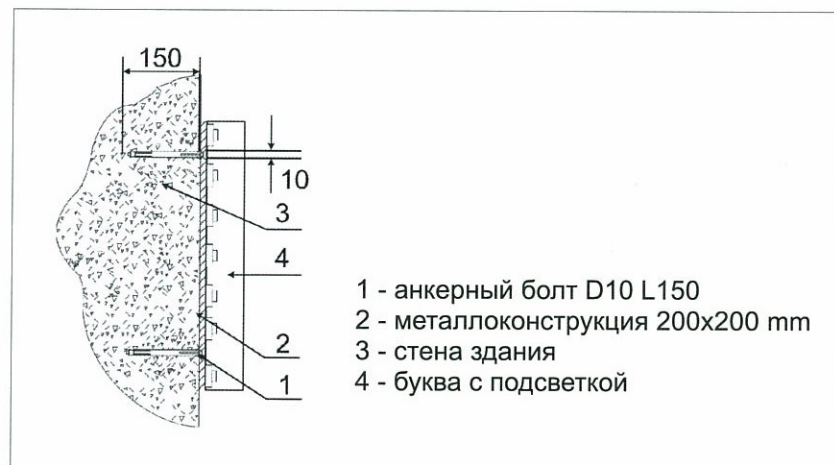 150
10
3
4
2
1
1 - анкерный болт D10 L150
2 - металлоконструкция 200x200 mm
3 - стена здания
4 - буква с подсветкой